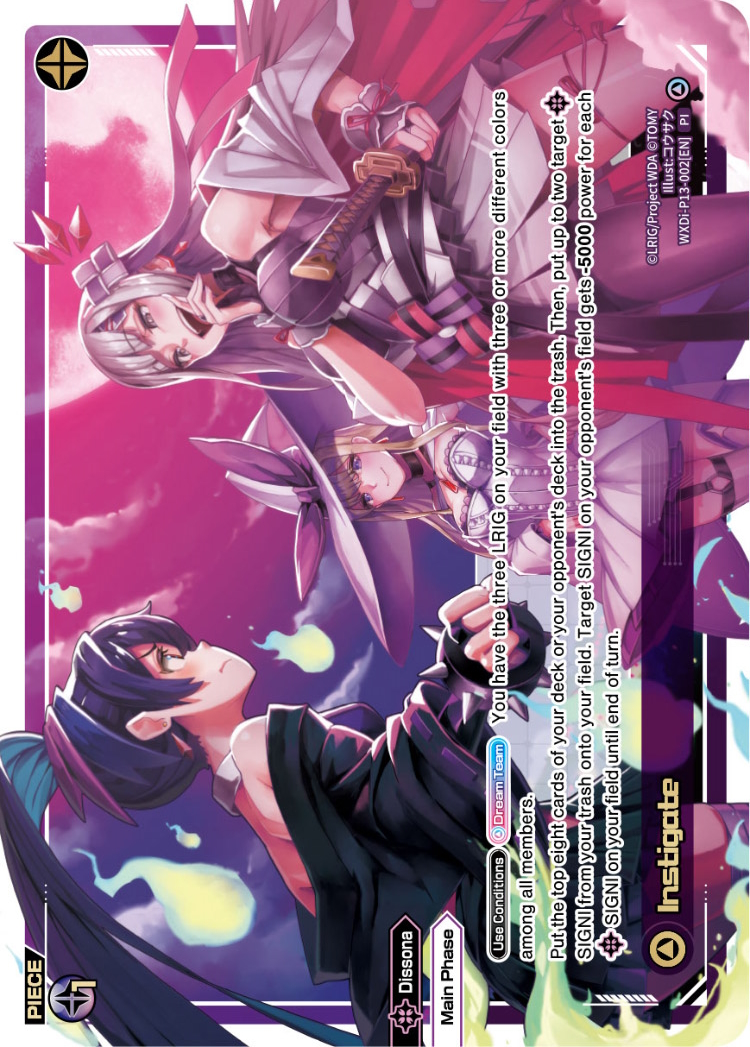 PIECE
1
Dissona
Main Phase
Use Conditions Dream Team You have the three LRIG on your field with three or more different colors
among all members.
Put the top eight cards of your deck or your opponent's deck into the trash. Then, put up to two target
SIGNI from your trash onto your field. Target SIGNI on your opponent's field gets -5000 power for each
SIGNI on your field until end of turn.
Instigate
©LRIG/Project WDA ©TOMY
Illust:コウサク
WXDi-P13-002[EN] PI